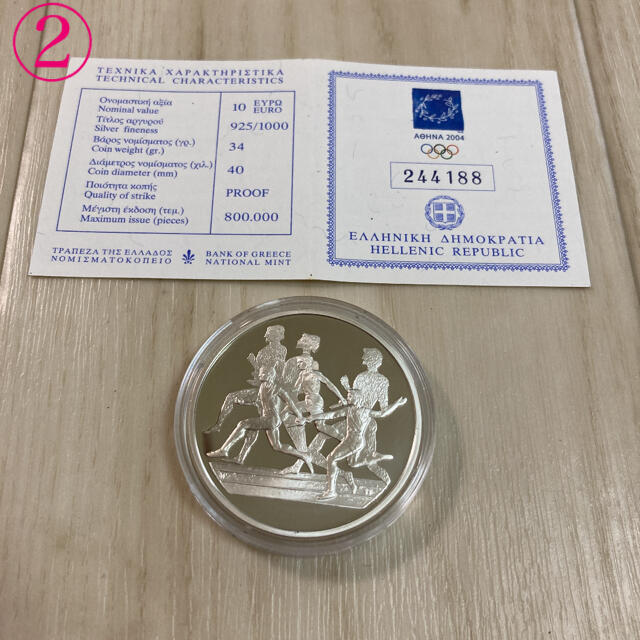 ②
ΤΕΧΝΙΚΑ ΧΑΡΑΚΤΗΡΙΣΤΙΚΑ
TECHNICAL CHARACTERISTICS
Ονομαστική αξία
Nominal value
10 ΕΥΡΩ
EURO
Τίτλος αργυρού
Silver fineness
925/1000
Βάρος νομίσματος (γρ.)
Coin weight (gr.)
34
Διάμετρος νομίσματος (χιλ.)
Coin diameter (mm)
40
Ποιότητα κοπής
Quality of strike
PROOF
Μέγιστη έκδοση (τεμ.)
Maximum issue (pieces)
800.000
ΤΡΑΠΕΖΑ ΤΗΣ ΕΛΛΑΔΟΣ
ΝΟΜΙΣΜΑΤΟΚΟΠΕΙΟ
BANK OF GREECE
NATIONAL MINT
ΑΘΗΝΑ 2004
244188
ΕΛΛΗΝΙΚΗ ΔΗΜΟΚΡΑΤΙΑ
HELLENIC REPUBLIC